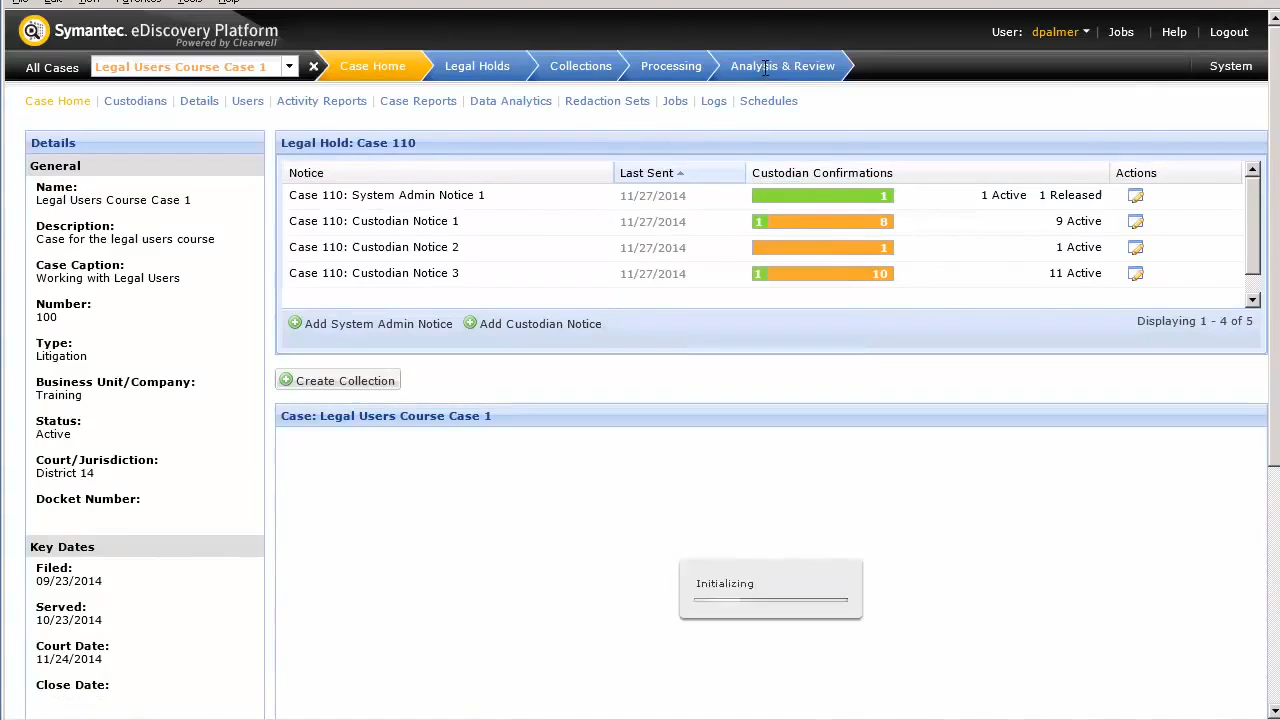 File Edit View Favorites Tools Help
Symantec. eDiscovery Platform
Powered by Clearwell
User: dpalmer Jobs | Help | Logout
All Cases Legal Users Course Case 1 Case Home Legal Holds Collections Processing Analysis & Review System
Case Home | Custodians | Details | Users | Activity Reports | Case Reports | Data Analytics | Redaction Sets | Jobs | Logs | Schedules
Details
General
Name:
Legal Users Course Case 1
Description:
Case for the legal users course
Case Caption:
Working with Legal Users
Number:
100
Type:
Litigation
Business Unit/Company:
Training
Status:
Active
Court/Jurisdiction:
District 14
Docket Number:
Key Dates
Filed:
09/23/2014
Served:
10/23/2014
Court Date:
11/24/2014
Close Date:
Legal Hold: Case 110
Notice Last Sent Custodian Confirmations Actions
Case 110: System Admin Notice 1 11/27/2014 1 1 Active 1 Released
Case 110: Custodian Notice 1 11/27/2014 1 8 9 Active
Case 110: Custodian Notice 2 11/27/2014 1 1 Active
Case 110: Custodian Notice 3 11/27/2014 1 10 11 Active
Add System Admin Notice Add Custodian Notice Displaying 1 - 4 of 5
Create Collection
Case: Legal Users Course Case 1
Initializing